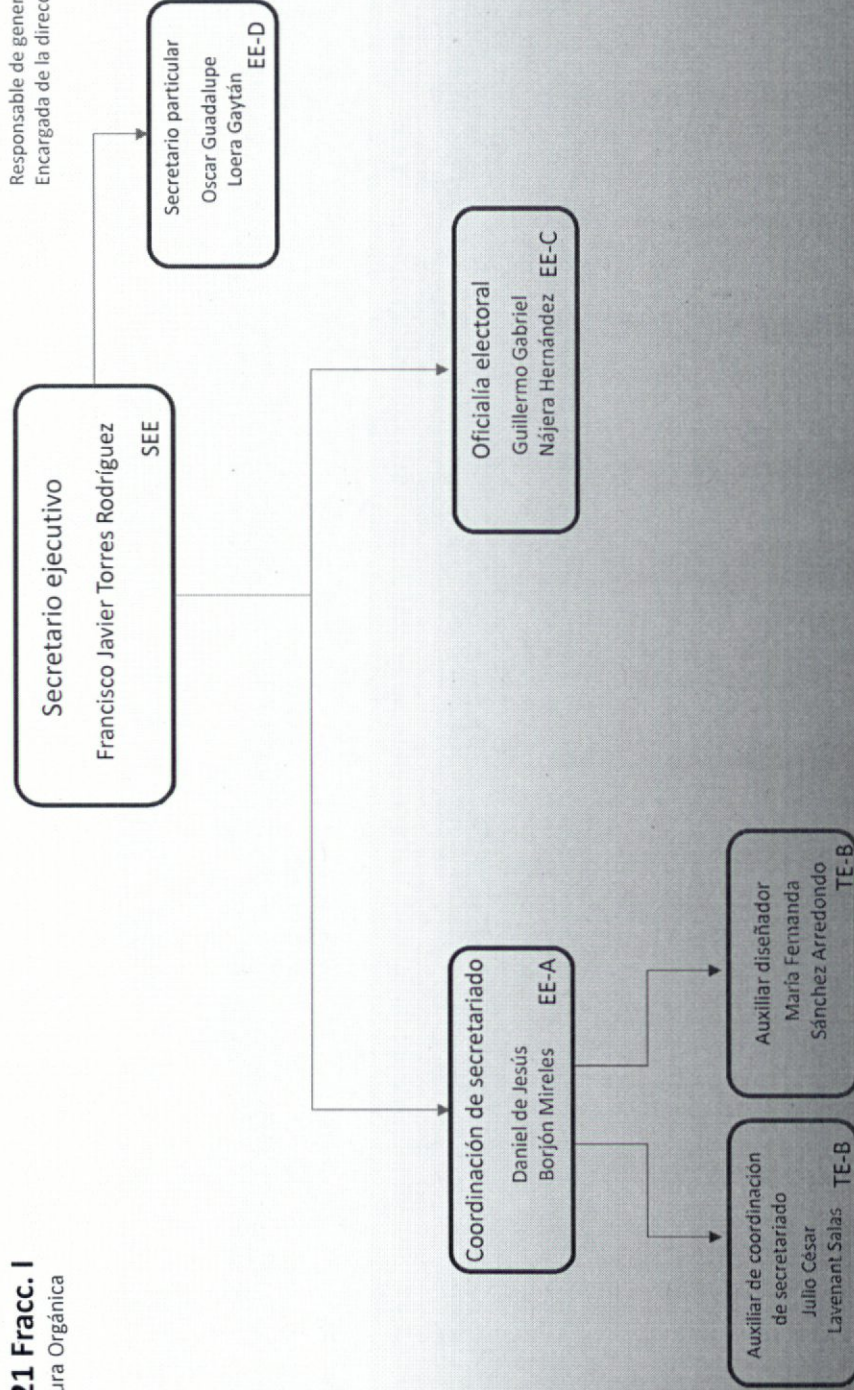 21 Fracc. I
ura Orgánica
Responsable de gener
Encargada de la direc
Secretario ejecutivo
Francisco Javier Torres Rodríguez
SEE
Secretario particular
Oscar Guadalupe
Loera Gaytán
EE-D
Coordinación de secretariado
Daniel de Jesús
Borjón Mireles EE-A
Oficialía electoral
Guillermo Gabriel
Nájera Hernández EE-C
Auxiliar de coordinación
de secretariado
Julio César
Lavenant Salas TE-B
Auxiliar diseñador
María Fernanda
Sánchez Arredondo
TE-B